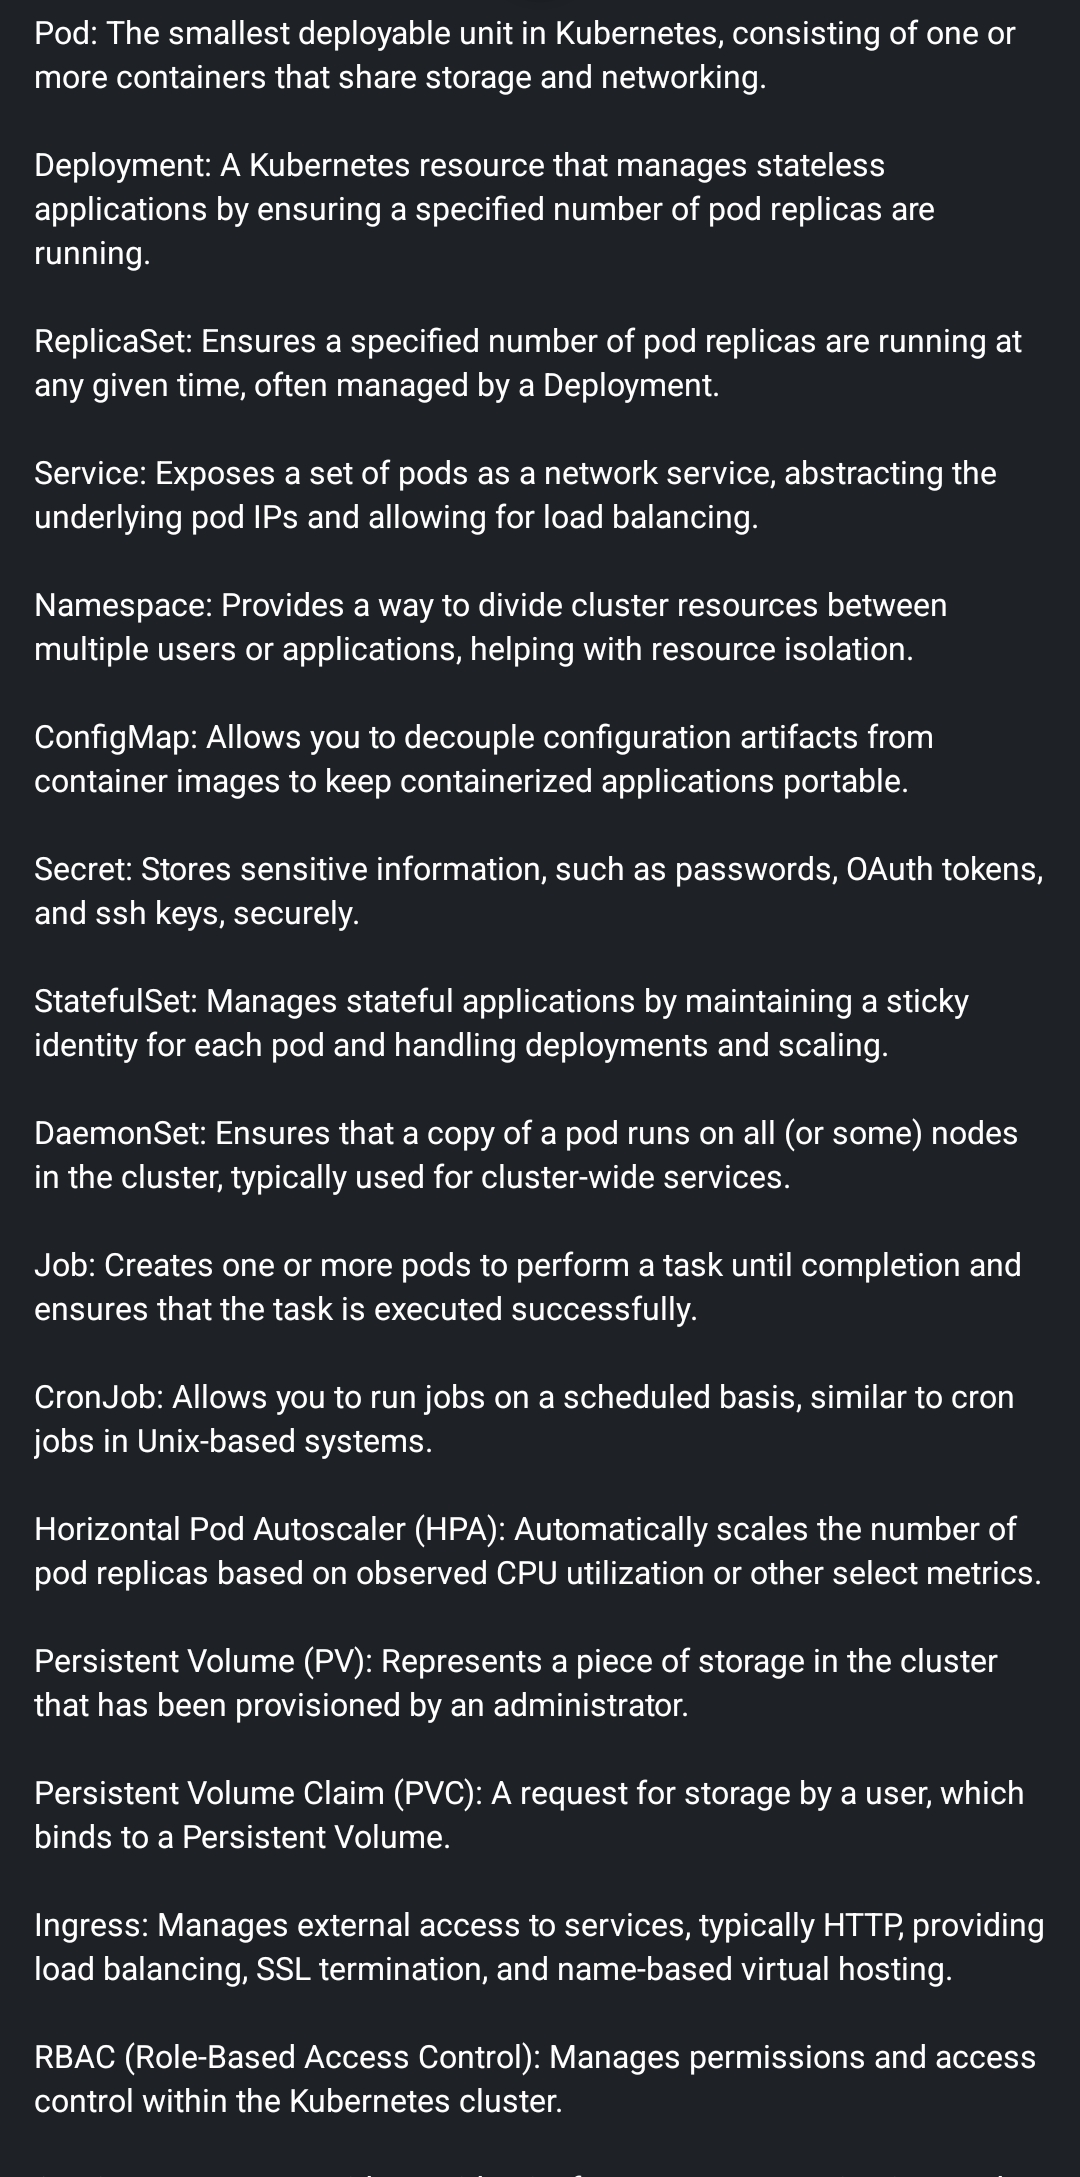 Pod: The smallest deployable unit in Kubernetes, consisting of one or
more containers that share storage and networking.
Deployment: A Kubernetes resource that manages stateless
applications by ensuring a specified number of pod replicas are
running.
ReplicaSet: Ensures a specified number of pod replicas are running at
any given time, often managed by a Deployment.
Service: Exposes a set of pods as a network service, abstracting the
underlying pod IPs and allowing for load balancing.
Namespace: Provides a way to divide cluster resources between
multiple users or applications, helping with resource isolation.
ConfigMap: Allows you to decouple configuration artifacts from
container images to keep containerized applications portable.
Secret: Stores sensitive information, such as passwords, OAuth tokens,
and ssh keys, securely.
StatefulSet: Manages stateful applications by maintaining a sticky
identity for each pod and handling deployments and scaling.
DaemonSet: Ensures that a copy of a pod runs on all (or some) nodes
in the cluster, typically used for cluster-wide services.
Job: Creates one or more pods to perform a task until completion and
ensures that the task is executed successfully.
CronJob: Allows you to run jobs on a scheduled basis, similar to cron
jobs in Unix-based systems.
Horizontal Pod Autoscaler (HPA): Automatically scales the number of
pod replicas based on observed CPU utilization or other select metrics.
Persistent Volume (PV): Represents a piece of storage in the cluster
that has been provisioned by an administrator.
Persistent Volume Claim (PVC): A request for storage by a user, which
binds to a Persistent Volume.
Ingress: Manages external access to services, typically HTTP, providing
load balancing, SSL termination, and name-based virtual hosting.
RBAC (Role-Based Access Control): Manages permissions and access
control within the Kubernetes cluster.